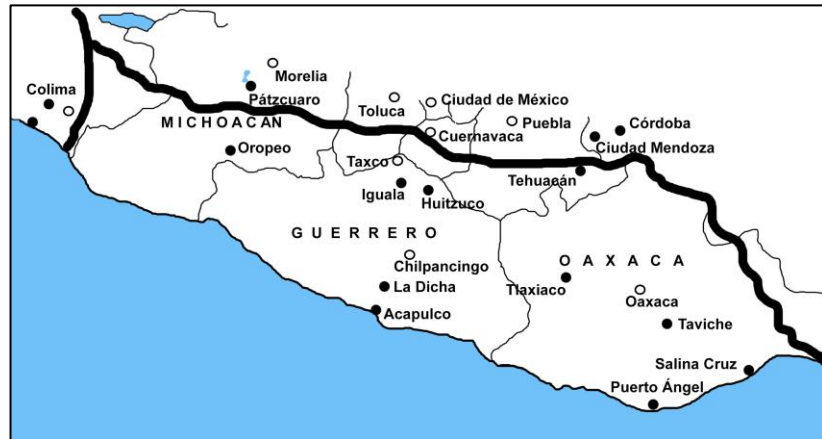 Morelia
Colima
Pátzcuaro
Toluca
Ciudad de México
Puebla
Córdoba
MICHOACAN
Cuernavaca
Ciudad Mendoza
Oropeo
Taxco
Tehuacán
Iguala
Huitzuco
GUERRERO
Chilpancingo
OAXACA
Tlaxiaco
La Dicha
Oaxaca
Acapulco
Taviche
Salina Cruz
Puerto Ángel